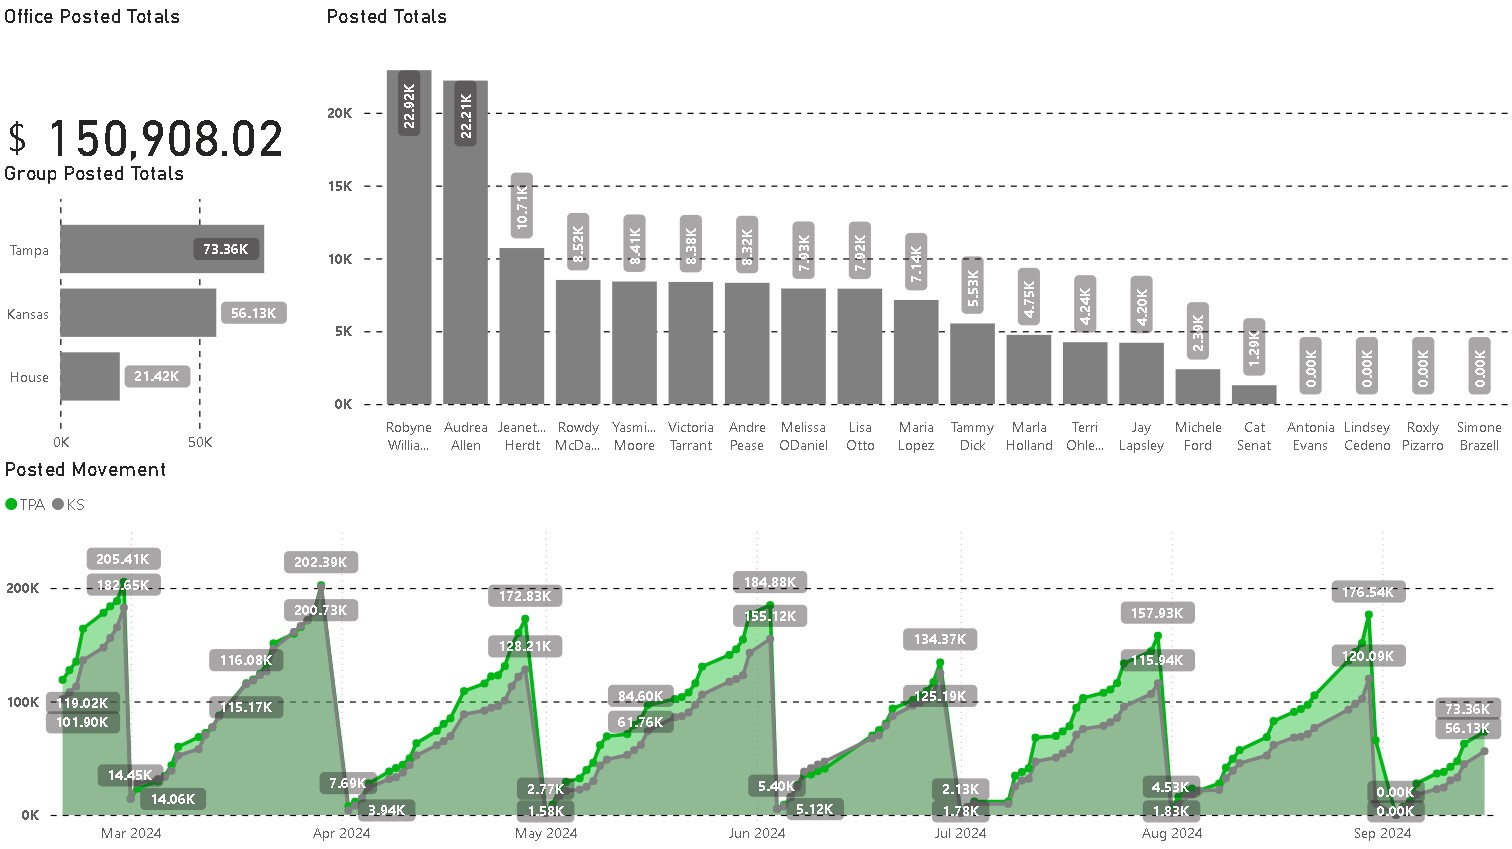 Office Posted Totals
$ 150,908.02
Group Posted Totals
Tampa 73.36K
Kansas 56.13K
House 21.42K
0K 50K
Posted Totals
20K
15K
10K
5K
0K
22.92K 22.21K 10.71K 8.52K 8.41K 8.38K 8.32K 7.93K 7.92K 7.14K 5.53K 4.75K 4.24K 4.20K 2.39K 1.29K 0.00K 0.00K 0.00K 0.00K
Robyne Audrea Jeanet... Rowdy Yasmi... Victoria Andre Melissa Lisa Maria Tammy Marla Terri Jay Michele Cat Antonia Lindsey Roxly Simone
Willia... Allen Herdt McDa... Moore Tarrant Pease ODaniel Otto Lopez Dick Holland Ohle... Lapsley Ford Senat Evans Cedeno Pizarro Brazell
Posted Movement
TPA KS
200K
100K
0K
205.41K
182.65K
119.02K
101.90K
14.45K
14.06K
116.08K
115.17K
202.39K
200.73K
7.69K
3.94K
172.83K
128.21K
2.77K
1.58K
84.60K
61.76K
184.88K
155.12K
5.40K
5.12K
134.37K
125.19K
2.13K
1.78K
157.93K
115.94K
4.53K
1.83K
176.54K
120.09K
0.00K
0.00K
73.36K
56.13K
Mar 2024 Apr 2024 May 2024 Jun 2024 Jul 2024 Aug 2024 Sep 2024